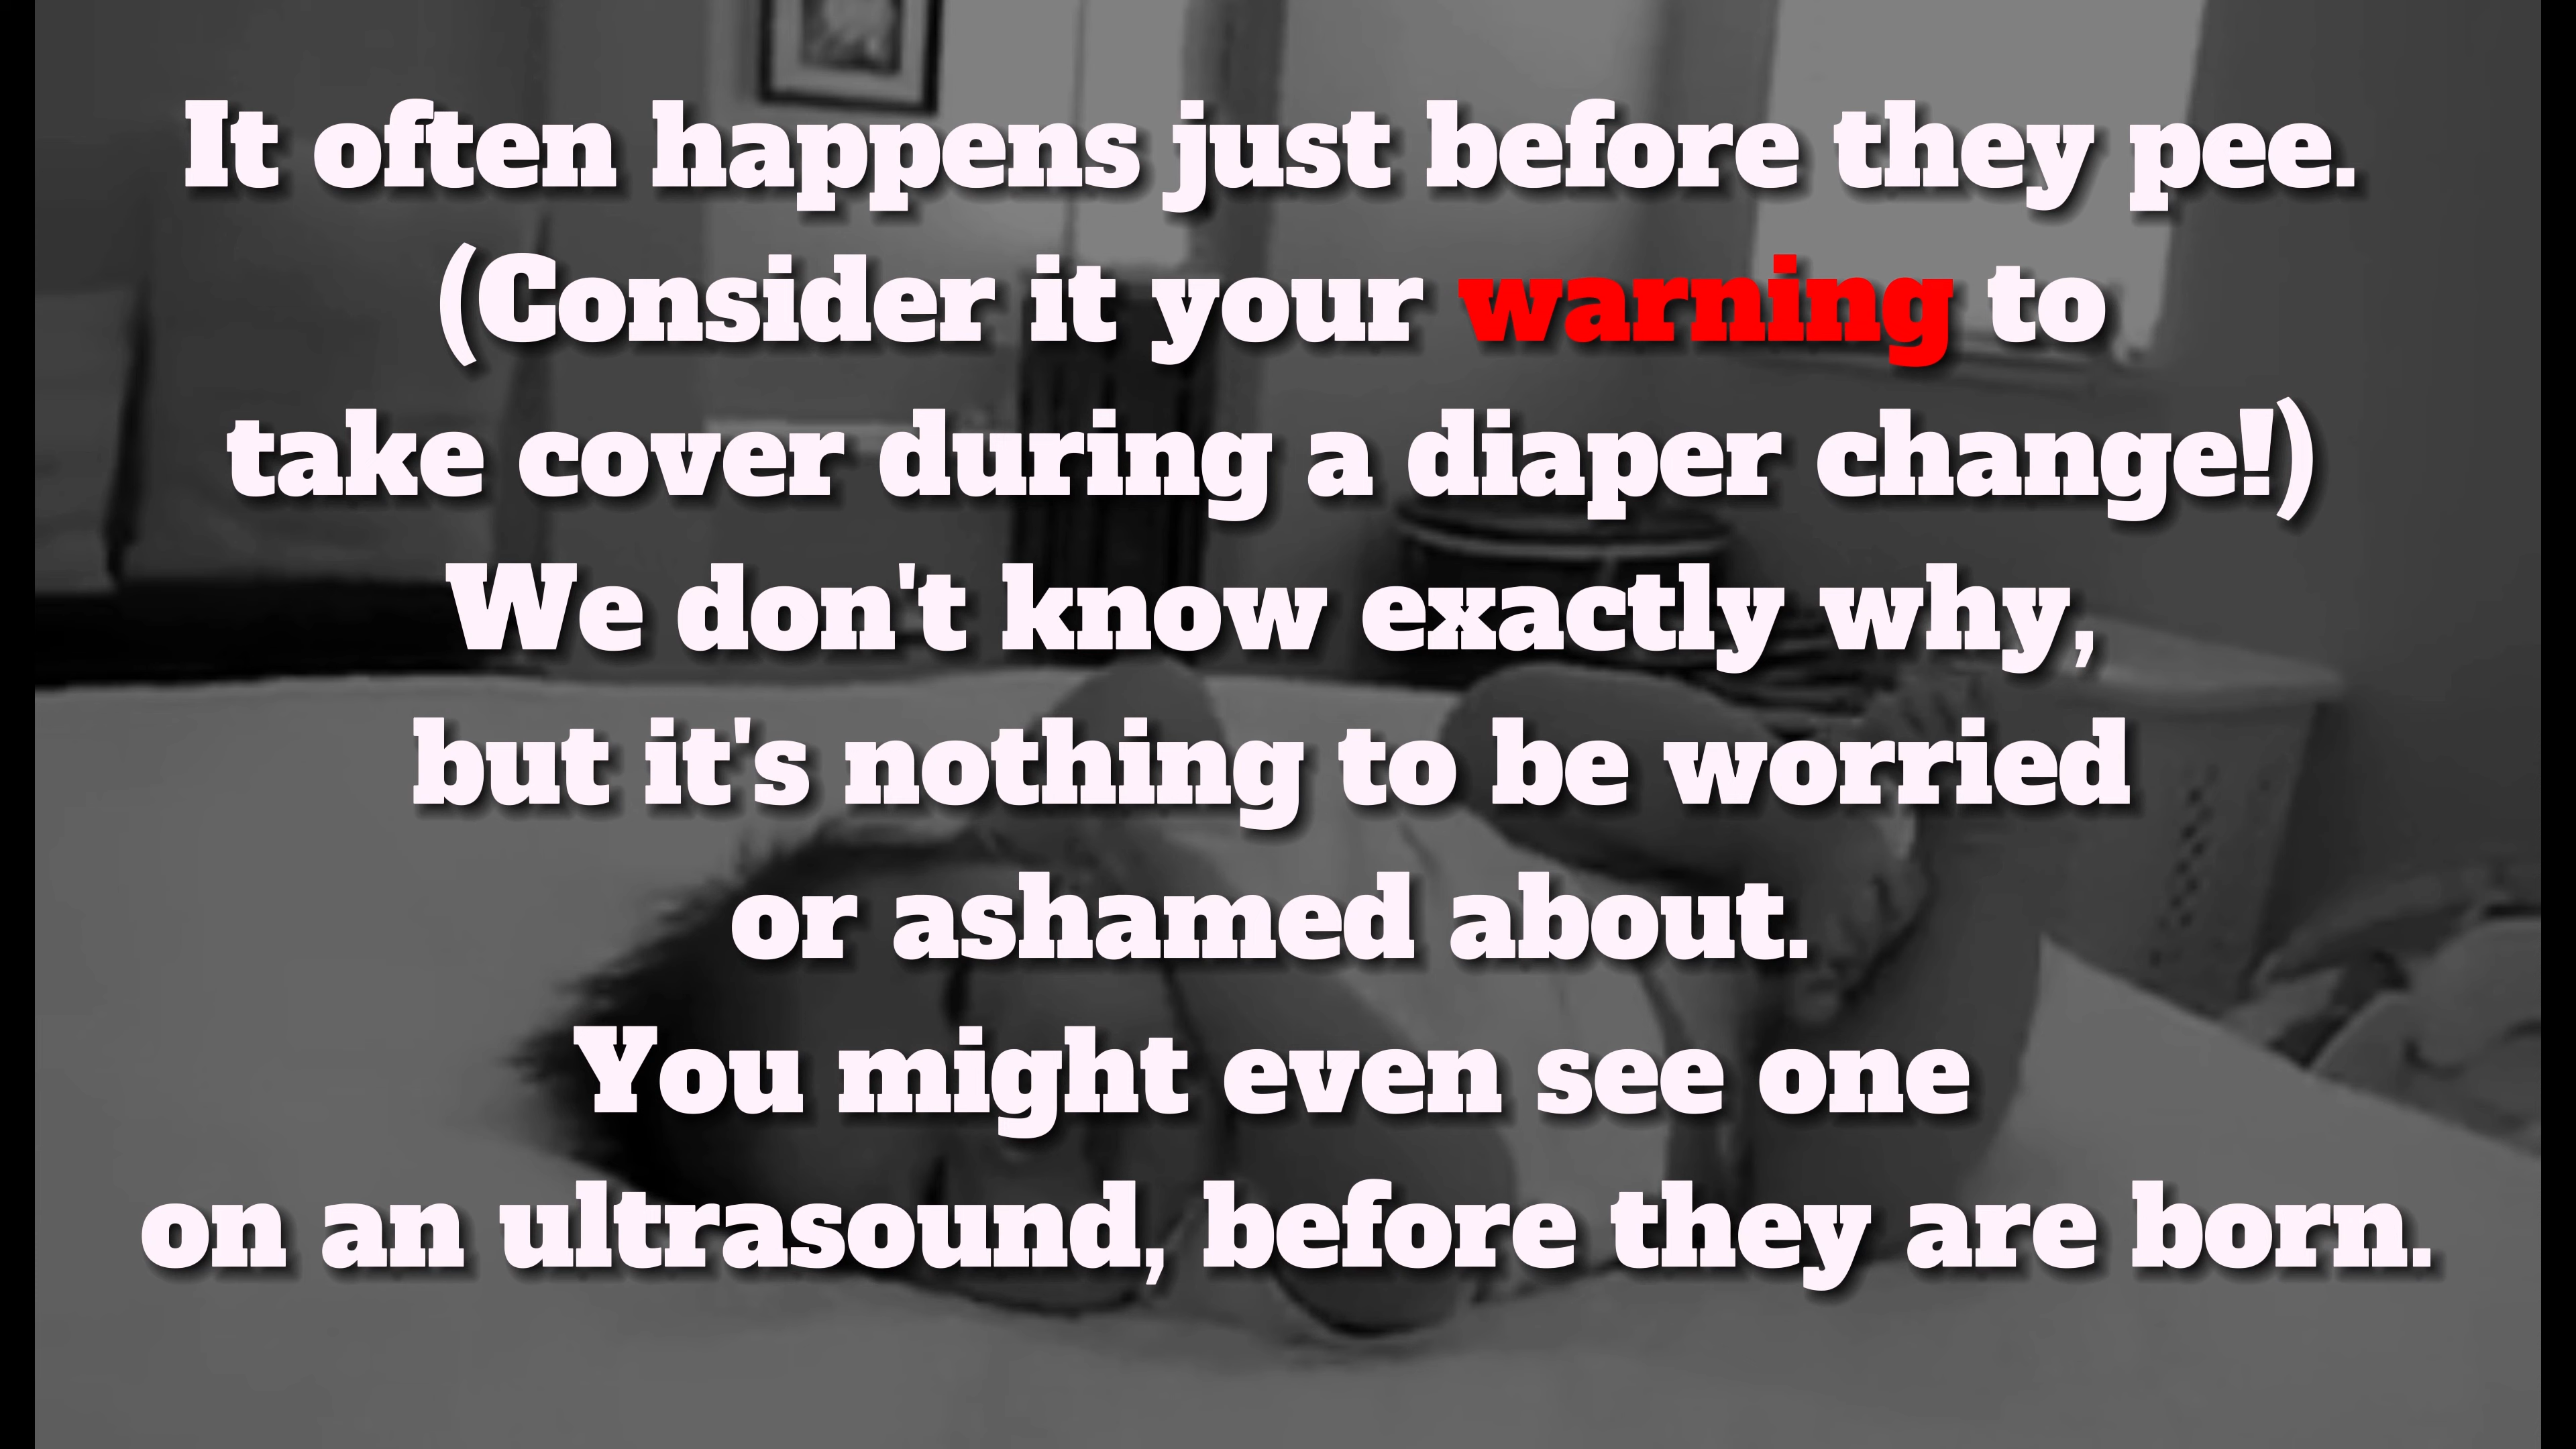 It often happens just before they pee.
(Consider it your warning to
take cover during a diaper change!)
We don't know exactly why,
but it's nothing to be worried
or ashamed about.
You might even see one
on an ultrasound, before they are born.